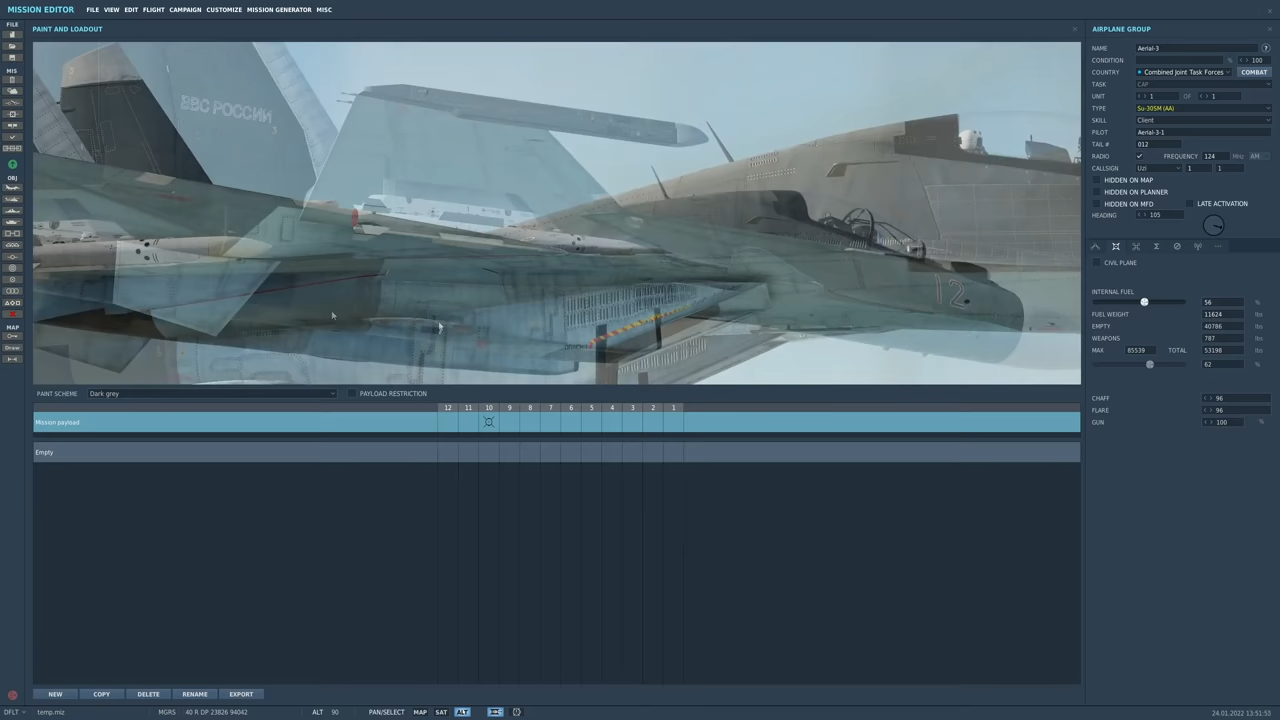 MISSION EDITOR FILE VIEW EDIT FLIGHT CAMPAIGN CUSTOMIZE MISSION GENERATOR MISC
FILE
MIS
OBJ
MAP
Draw
PAINT AND LOADOUT
ВВС РОССИИ
12
PAINT SCHEME Dark grey PAYLOAD RESTRICTION
12 11 10 9 8 7 6 5 4 3 2 1
Mission payload
Empty
NEW COPY DELETE RENAME EXPORT
AIRPLANE GROUP
NAME Aerial-3 ?
CONDITION % < > 100
COUNTRY Combined Joint Task Forces COMBAT
TASK CAP
UNIT < > 1 OF < > 1
TYPE Su-30SM (AA)
SKILL Client
PILOT Aerial-3-1
TAIL # 012
RADIO FREQUENCY 124 MHz AM
CALLSIGN Uzi 1 1
HIDDEN ON MAP
HIDDEN ON PLANNER
HIDDEN ON MFD LATE ACTIVATION
HEADING < > 105
CIVIL PLANE
INTERNAL FUEL
56 %
FUEL WEIGHT 11624 lbs
EMPTY 40786 lbs
WEAPONS 787 lbs
MAX 85539 TOTAL 53198 lbs
62 %
CHAFF < > 96
FLARE < > 96
GUN < > 100 %
DFLT temp.miz MGRS 40 R DP 23826 94042 ALT 90 PAN/SELECT MAP SAT ALT 24.01.2022 13:51:53